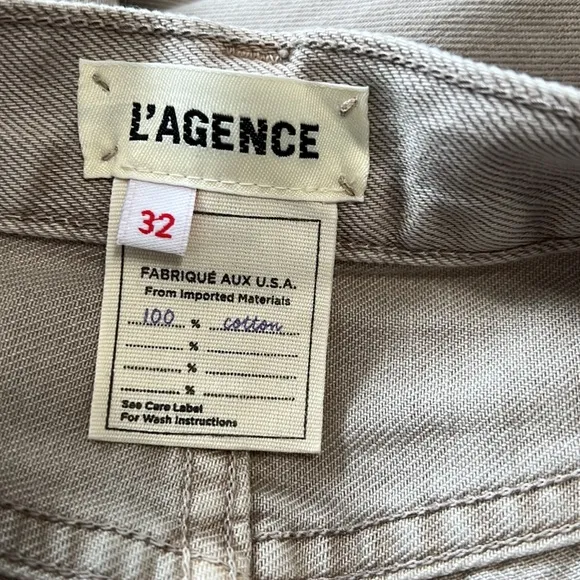 L'AGENCE
32
FABRIQUÉ AUX U.S.A.
From Imported Materials
100 % cotton
%
%
%
See Care Label
For Wash Instructions